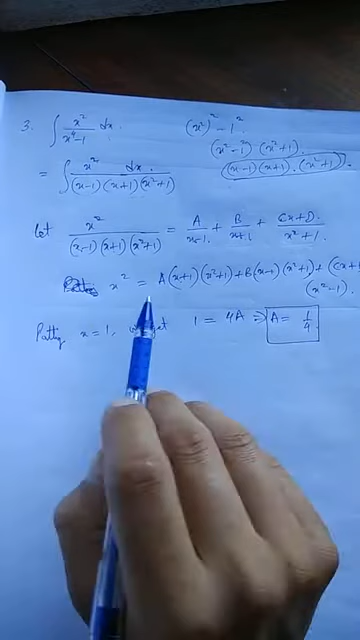 3. ∫ x²/(x⁴-1) dx. (x²)² - 1²
(x²-1²)(x²+1).
= ∫ x² dx/((x-1)(x+1)(x²+1)) (x-1)(x+1).(x²+1)
Let x²/((x-1)(x+1)(x²+1)) = A/(x-1) + B/(x+1) + (Cx+D)/(x²+1).
x² = A(x+1)(x²+1)+B(x-1)(x²+1)+(Cx+
(x²-1).
Putting x=1, we get 1 = 4A ⇒ A = 1/4.